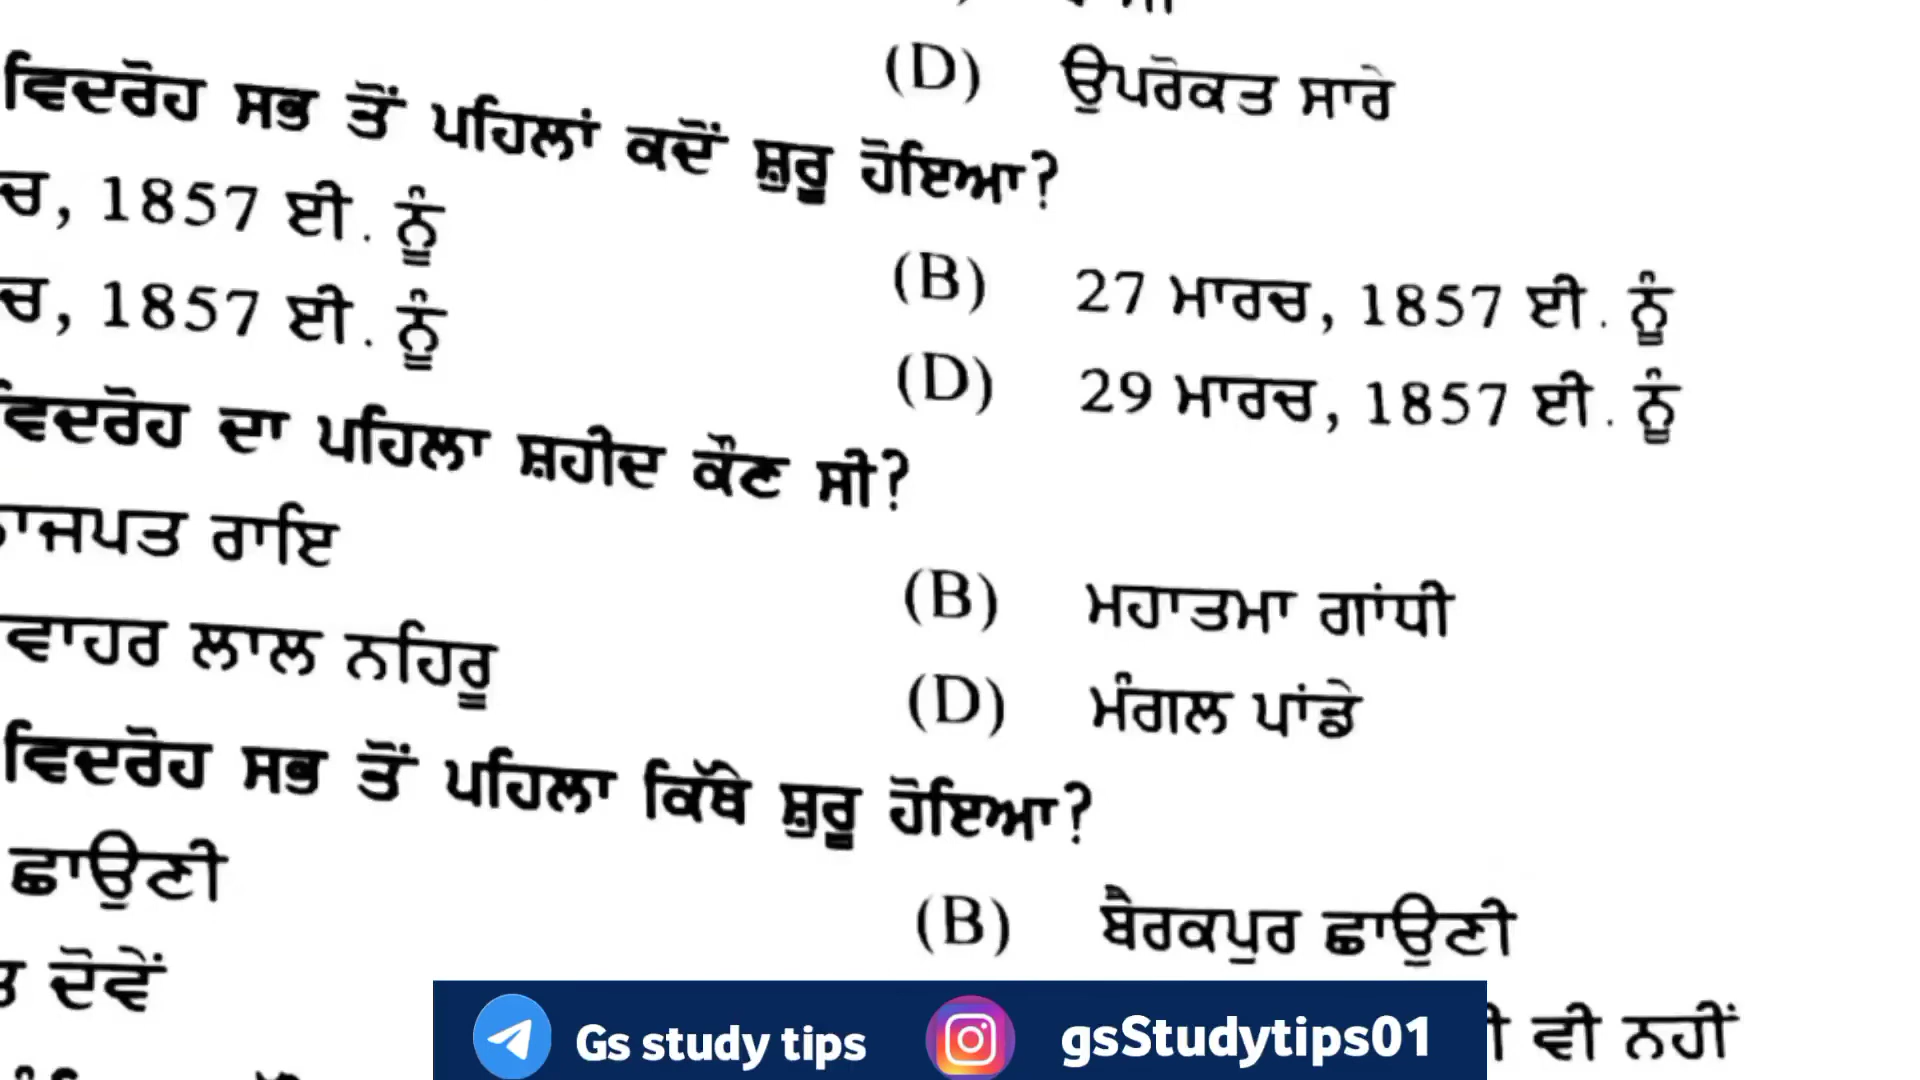 (D) ਉਪਰੋਕਤ ਸਾਰੇ
ਵਿਦਰੋਹ ਸਭ ਤੋਂ ਪਹਿਲਾਂ ਕਦੋਂ ਸ਼ੁਰੂ ਹੋਇਆ?
ਚ, 1857 ਈ. ਨੂੰ
(B) 27 ਮਾਰਚ, 1857 ਈ. ਨੂੰ
ਚ, 1857 ਈ. ਨੂੰ
(D) 29 ਮਾਰਚ, 1857 ਈ. ਨੂੰ
ਵਿਦਰੋਹ ਦਾ ਪਹਿਲਾ ਸ਼ਹੀਦ ਕੌਣ ਸੀ?
ਾਜਪਤ ਰਾਇ
(B) ਮਹਾਤਮਾ ਗਾਂਧੀ
ਵਾਹਰ ਲਾਲ ਨਹਿਰੂ
(D) ਮੰਗਲ ਪਾਂਡੇ
ਵਿਦਰੋਹ ਸਭ ਤੋਂ ਪਹਿਲਾ ਕਿੱਥੇ ਸ਼ੁਰੂ ਹੋਇਆ?
ਛਾਉਣੀ
(B) ਬੈਰਕਪੁਰ ਛਾਉਣੀ
ਦੋਵੇਂ
ਵੀ ਨਹੀਂ
Gs study tips
gsStudytips01